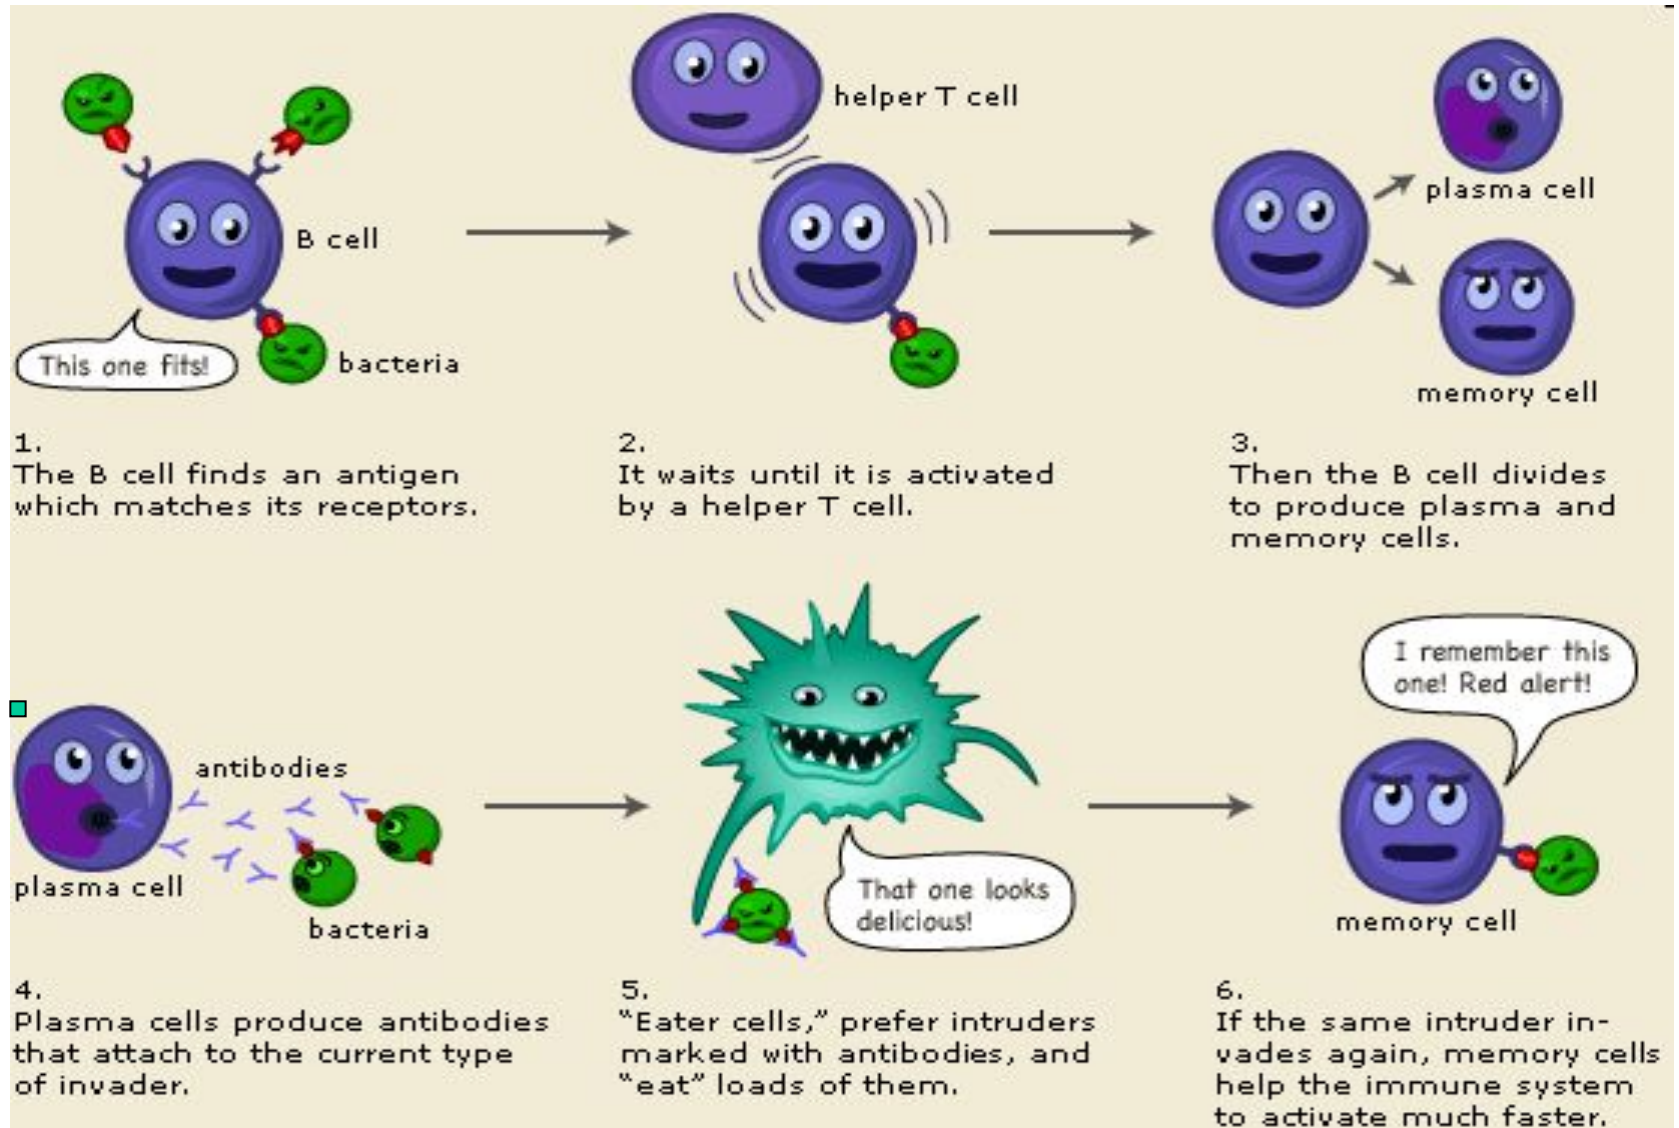 helper T cell
B cell
This one fits!
bacteria
plasma cell
memory cell
1.
The B cell finds an antigen
which matches its receptors.
2.
It waits until it is activated
by a helper T cell.
3.
Then the B cell divides
to produce plasma and
memory cells.
antibodies
plasma cell
bacteria
That one looks
delicious!
I remember this
one! Red alert!
memory cell
4.
Plasma cells produce antibodies
that attach to the current type
of invader.
5.
“Eater cells,” prefer intruders
marked with antibodies, and
“eat” loads of them.
6.
If the same intruder in-
vades again, memory cells
help the immune system
to activate much faster.